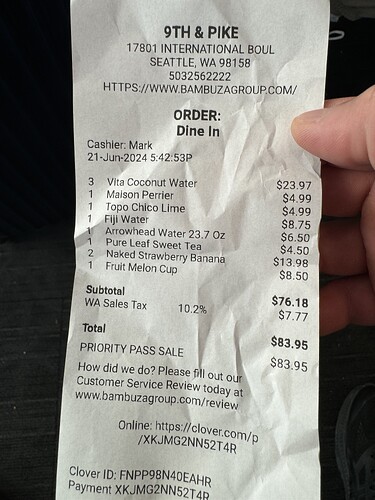 9TH & PIKE
17801 INTERNATIONAL BOUL
SEATTLE, WA 98158
5032562222
HTTPS://WWW.BAMBUZAGROUP.COM/
ORDER:
Dine In
Cashier: Mark
21-Jun-2024 5:42:53P
3 Vita Coconut Water $23.97
1 Maison Perrier $4.99
1 Topo Chico Lime $4.99
1 Fiji Water $8.75
1 Arrowhead Water 23.7 Oz $6.50
1 Pure Leaf Sweet Tea $4.50
2 Naked Strawberry Banana $13.98
1 Fruit Melon Cup $8.50
Subtotal $76.18
WA Sales Tax 10.2% $7.77
Total $83.95
PRIORITY PASS SALE $83.95
How did we do? Please fill out our
Customer Service Review today at
www.bambuzagroup.com/review
Online: https://clover.com/p
/XKJMG2NN52T4R
Clover ID: FNPP98N40EAHR
Payment XKJMG2NN52T4R